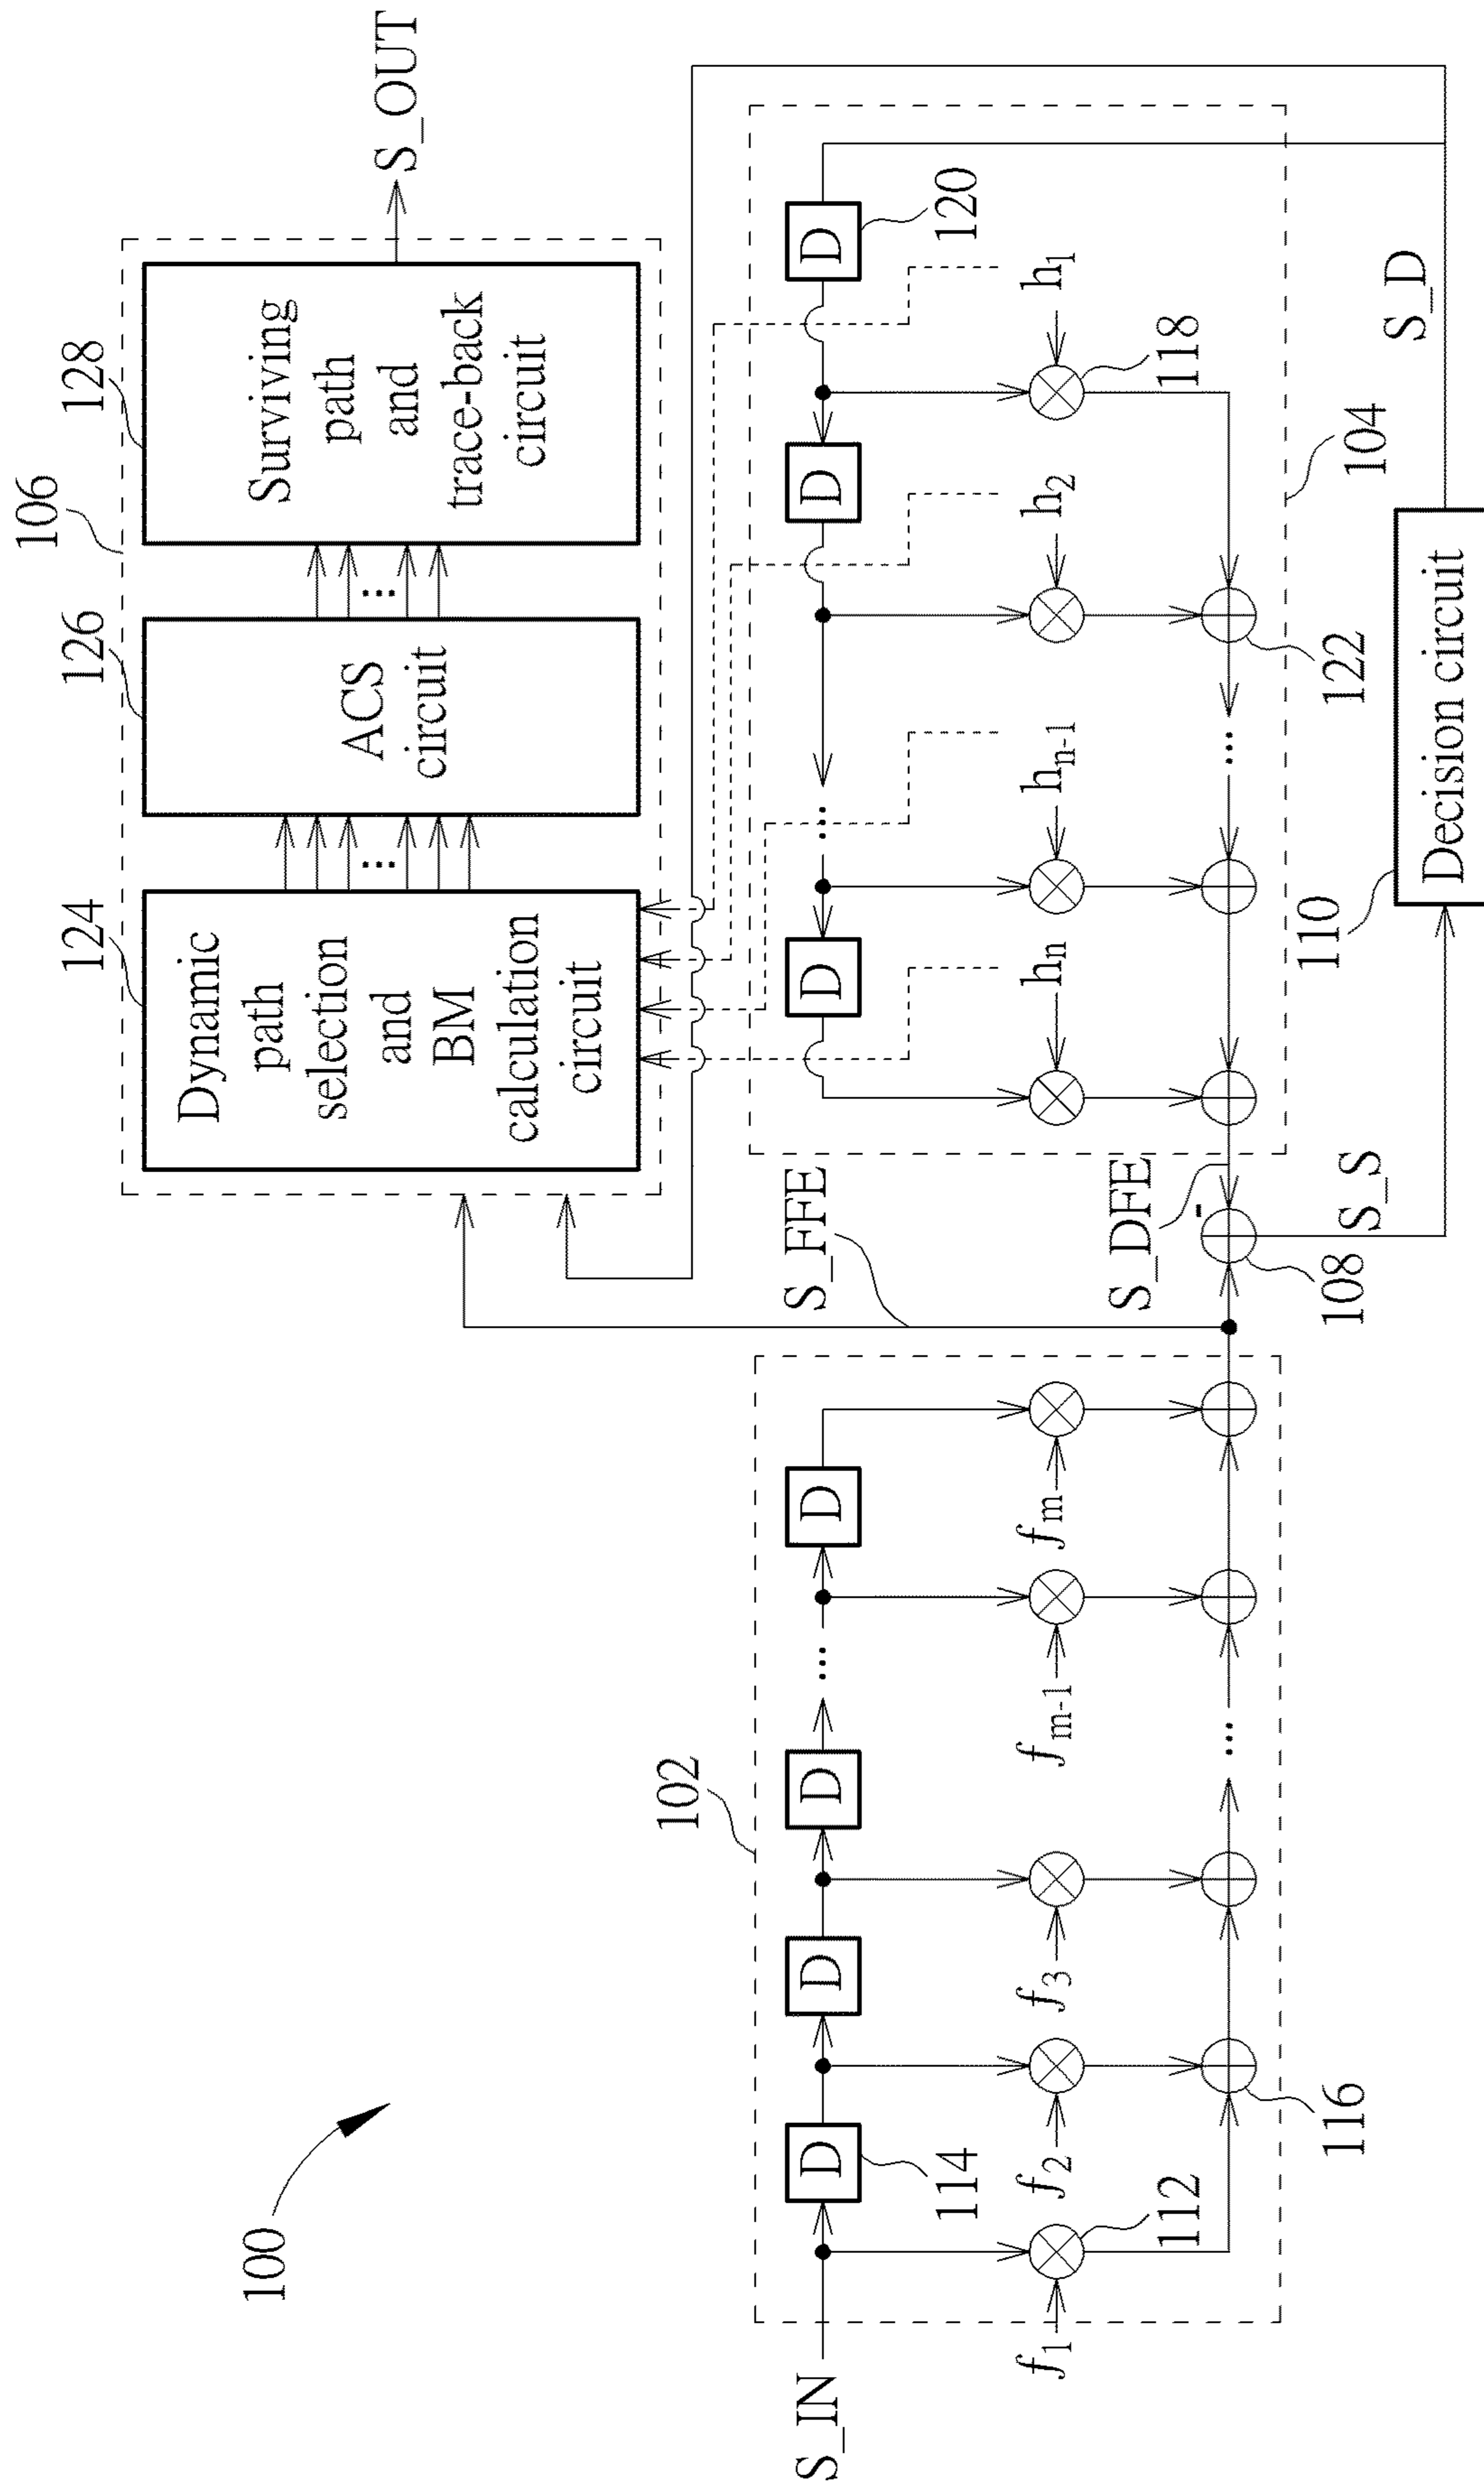 100
106
124
126
128
Dynamic
path
selection
and
BM
calculation
circuit
...
ACS
circuit
...
Surviving
path
and
trace-back
circuit
S_OUT
S_IN
102
D
D
D
...
D
114
f1
f2
f3
fm-1
fm
112
116
...
S_FFE
S_DFE
-
108
S_S
D
...
D
D
120
hn
hn-1
h2
h1
118
...
122
104
110
Decision circuit
S_D